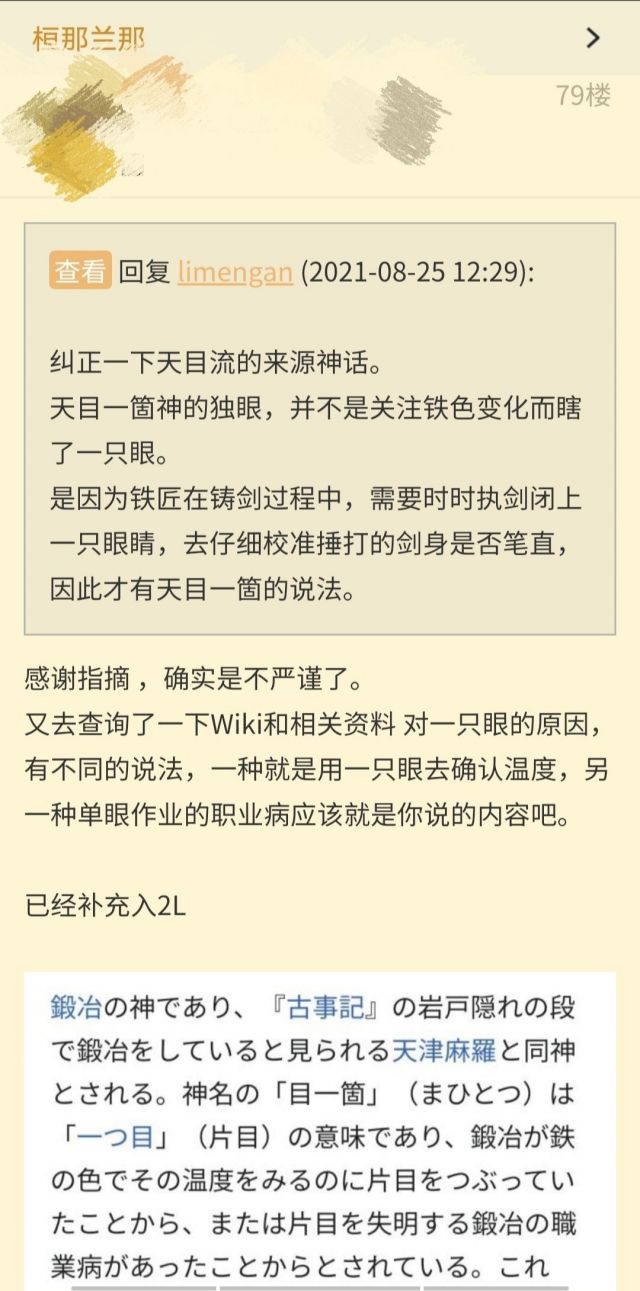 桓那兰那
79楼
查看 回复 limengan (2021-08-25 12:29):
纠正一下天目流的来源神话。
天目一箇神的独眼，并不是关注铁色变化而瞎
了一只眼。
是因为铁匠在铸剑过程中，需要时时执剑闭上
一只眼睛，去仔细校准捶打的剑身是否笔直，
因此才有天目一箇的说法。
感谢指摘 ，确实是不严谨了。
又去查询了一下Wiki和相关资料 对一只眼的原因，
有不同的说法，一种就是用一只眼去确认温度，另
一种单眼作业的职业病应该就是你说的内容吧。
已经补充入2L
鍛冶の神であり、『古事記』の岩戸隠れの段
で鍛冶をしていると見られる天津麻羅と同神
とされる。神名の「目一箇」（まひとつ）は
「一つ目」（片目）の意味であり、鍛冶が鉄
の色でその温度をみるのに片目をつぶってい
たことから、または片目を失明する鍛冶の職
業病があったことからとされている。これ